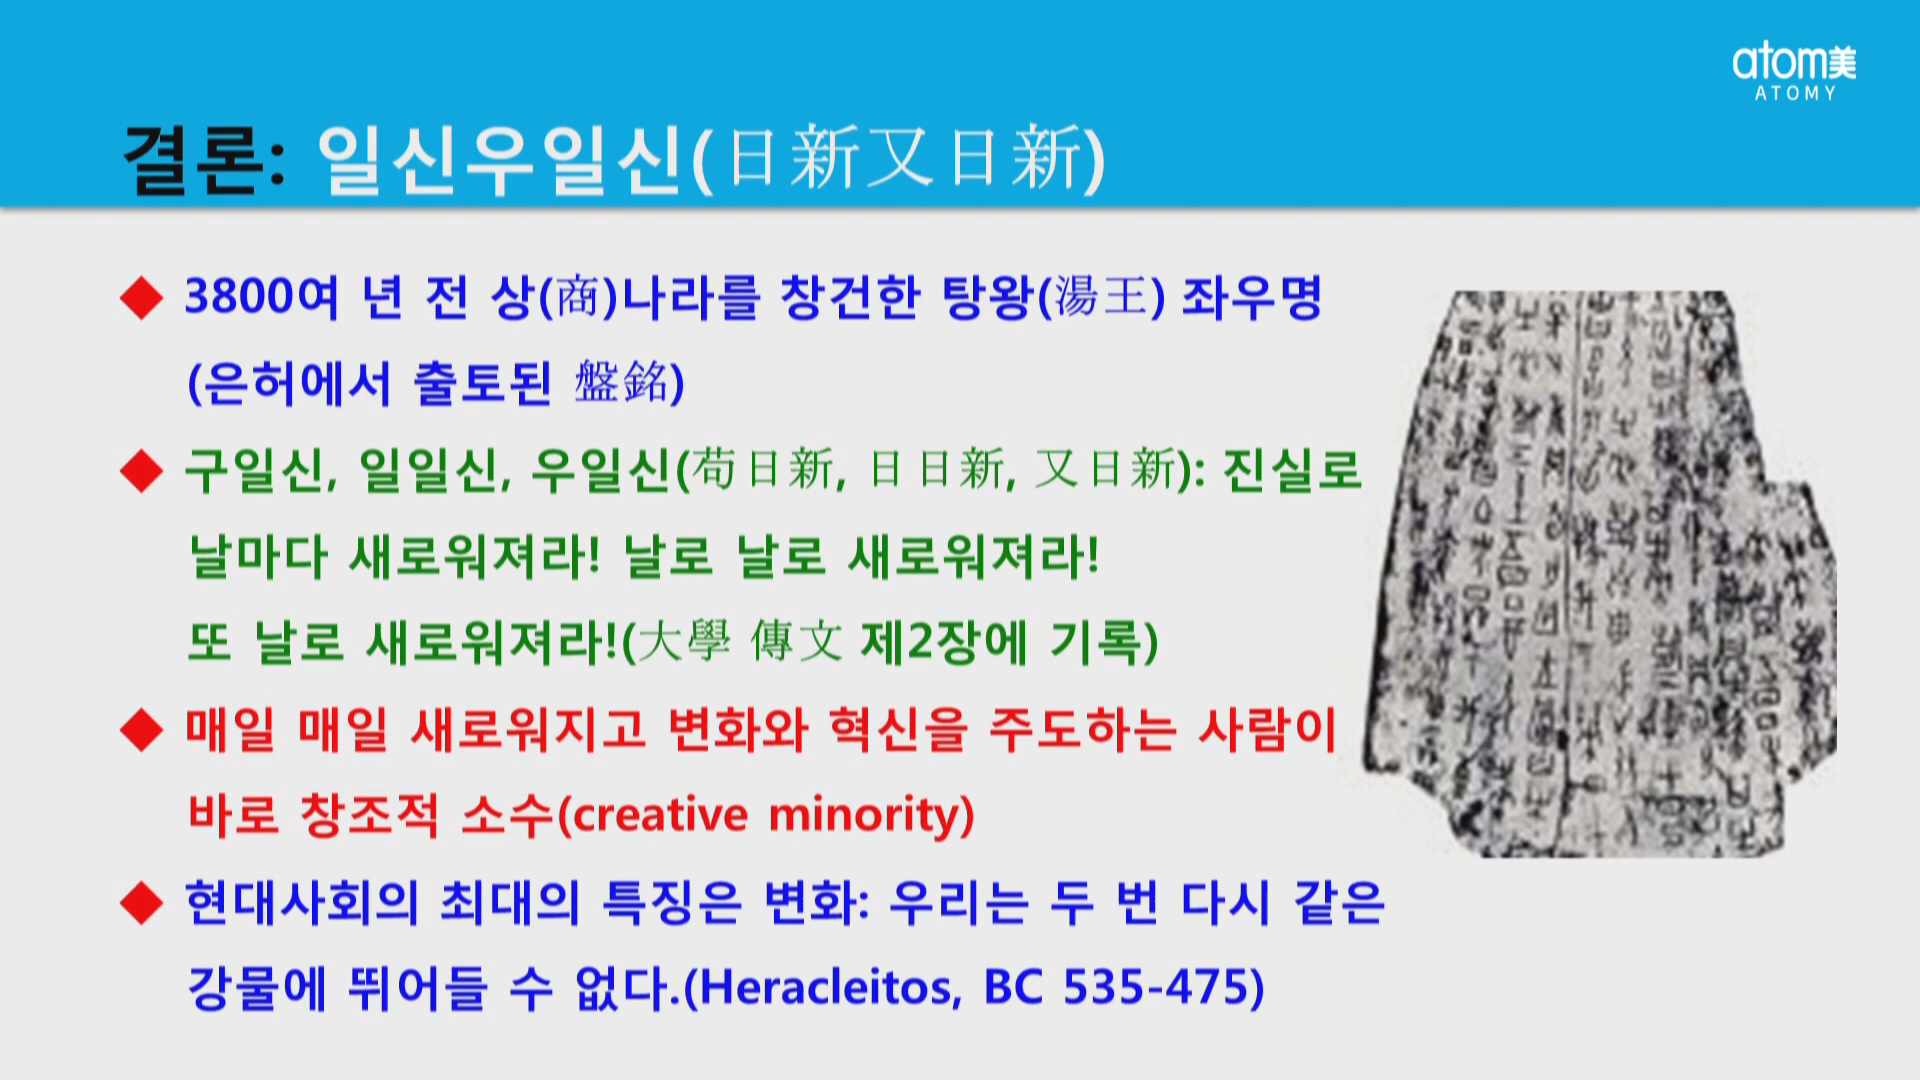 atom美
ATOMY
결론: 일신우일신(日新又日新)
◆ 3800여 년 전 상(商)나라를 창건한 탕왕(湯王) 좌우명
(은허에서 출토된 盤銘)
◆ 구일신, 일일신, 우일신(苟日新, 日日新, 又日新): 진실로
날마다 새로워져라! 날로 날로 새로워져라!
또 날로 새로워져라!(大學 傳文 제2장에 기록)
◆ 매일 매일 새로워지고 변화와 혁신을 주도하는 사람이
바로 창조적 소수(creative minority)
◆ 현대사회의 최대의 특징은 변화: 우리는 두 번 다시 같은
강물에 뛰어들 수 없다.(Heracleitos, BC 535-475)